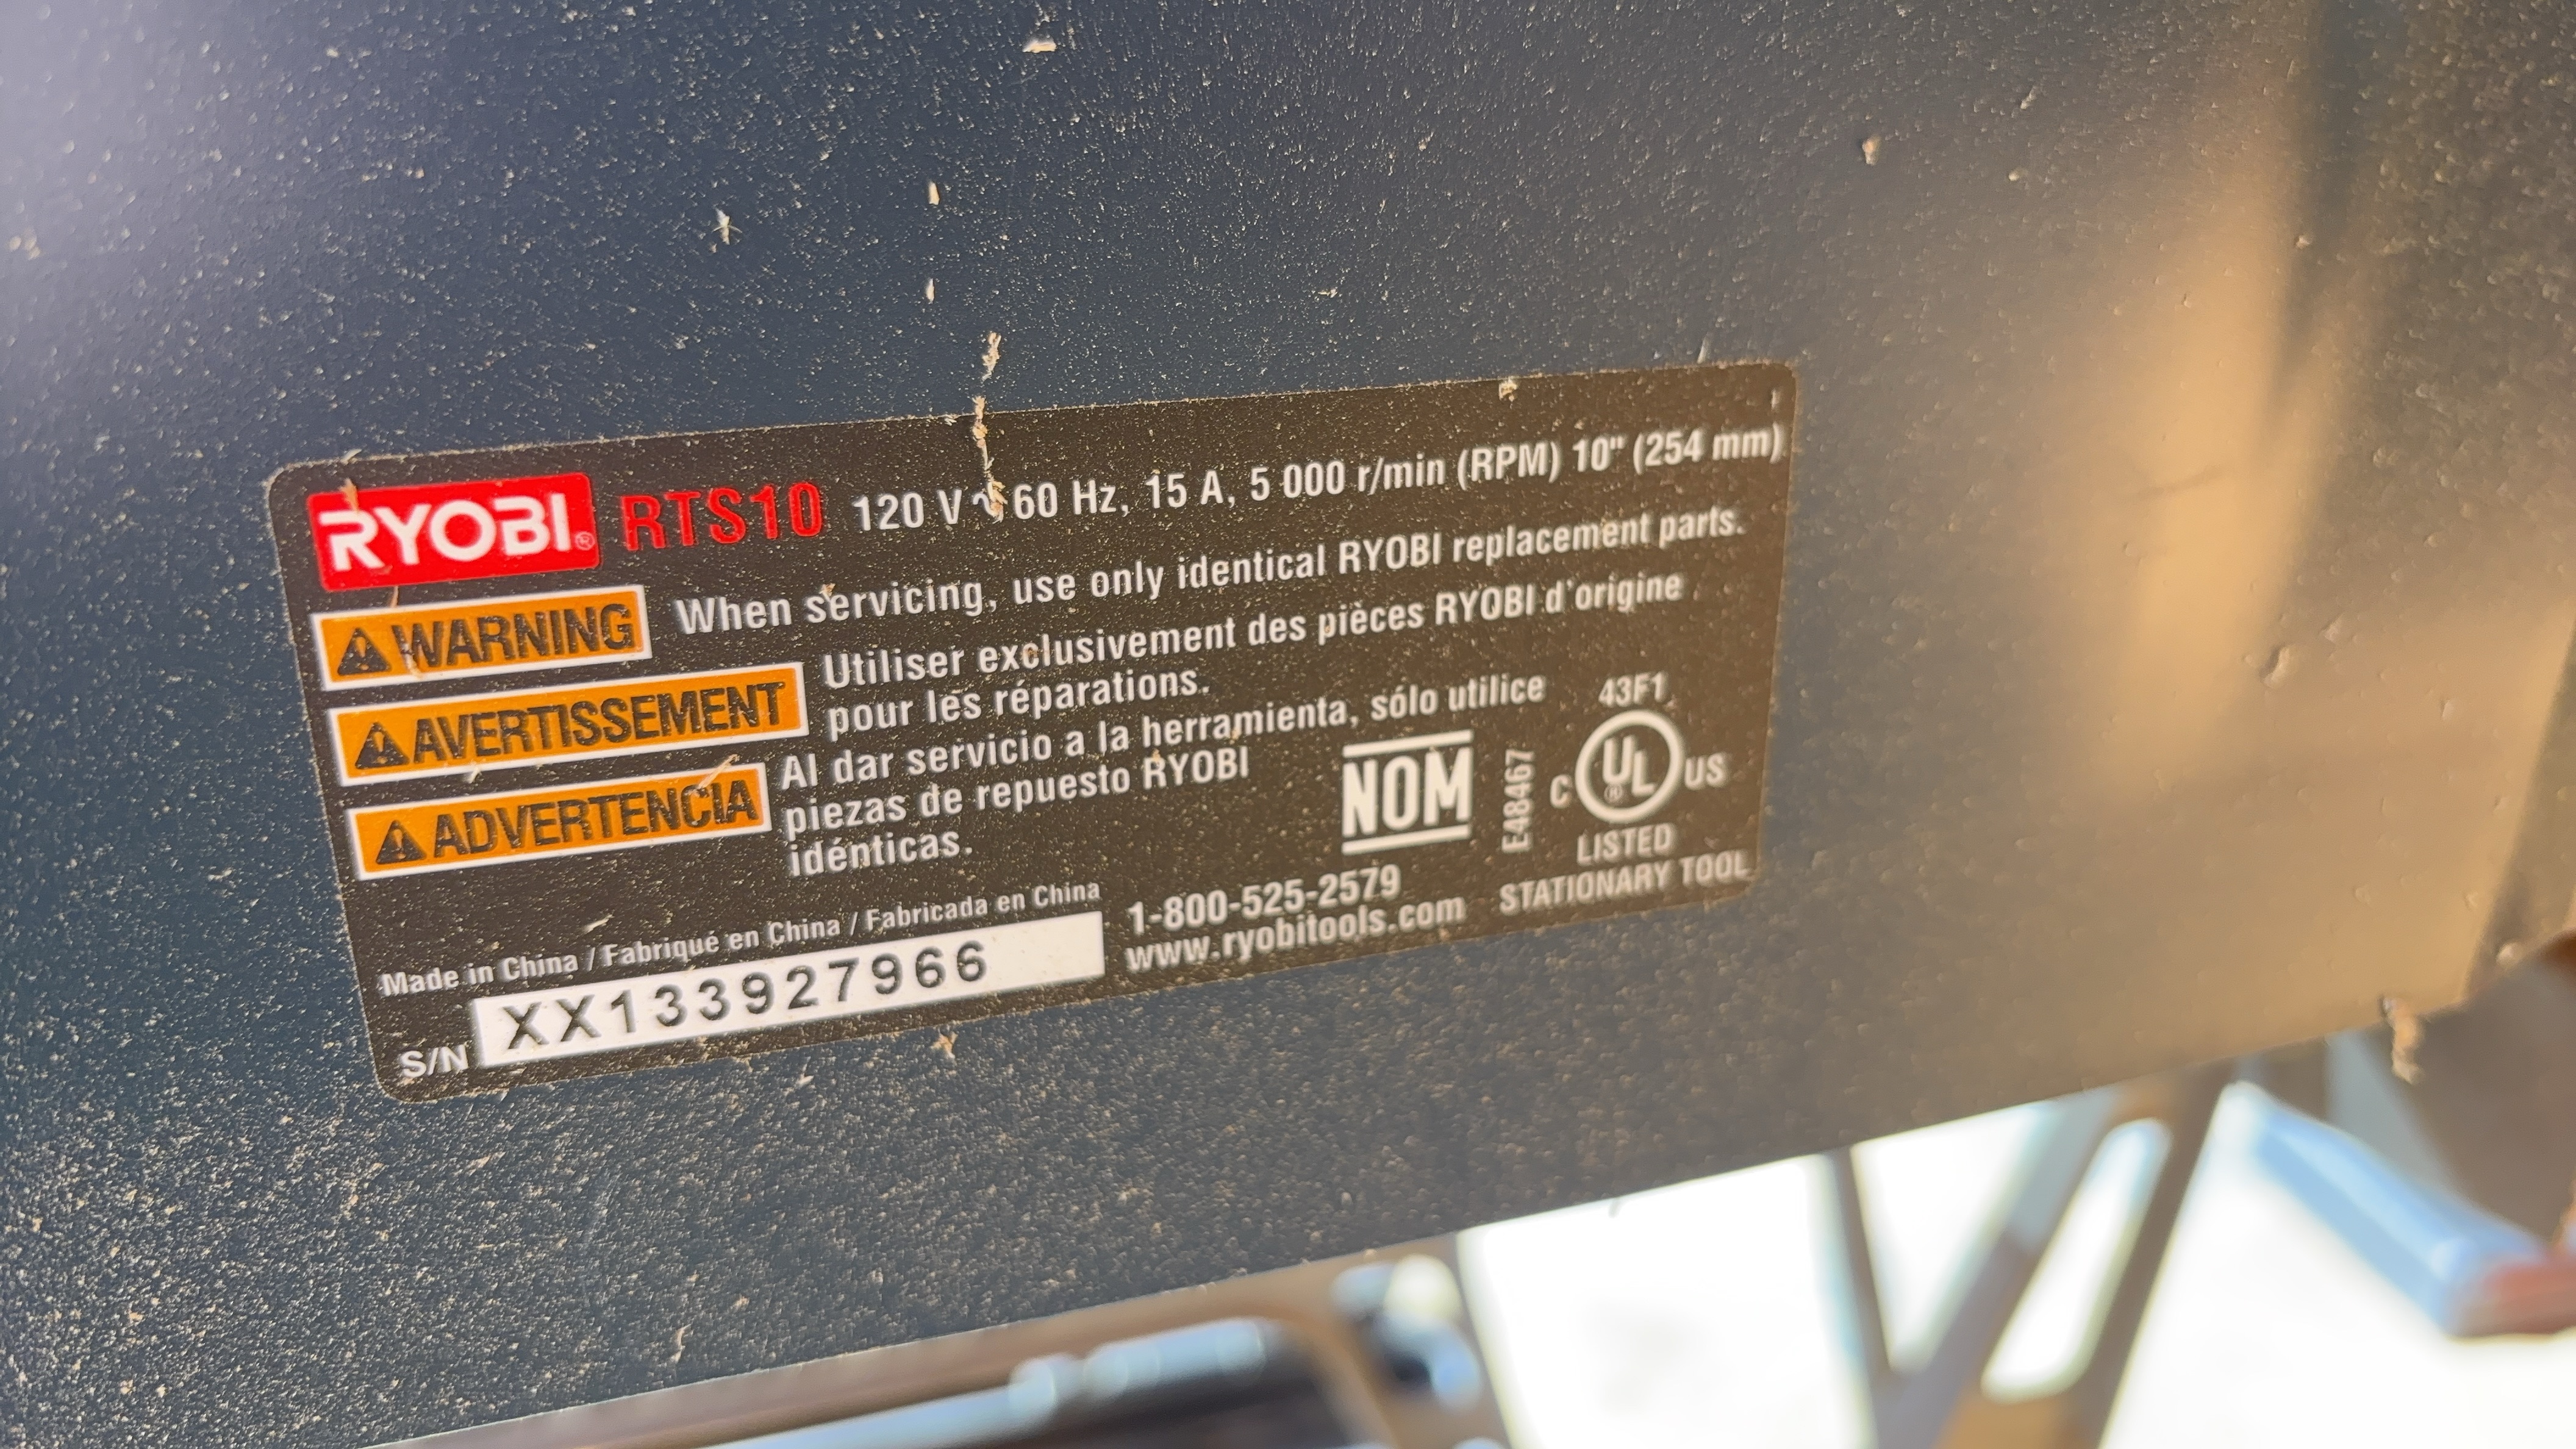 RYOBI® RTS10 120 V ∿ 60 Hz, 15 A, 5 000 r/min (RPM) 10" (254 mm)
⚠ WARNING When servicing, use only identical RYOBI replacement parts.
⚠ AVERTISSEMENT Utiliser exclusivement des pièces RYOBI d'origine
pour les réparations.
⚠ ADVERTENCIA Al dar servicio a la herramienta, sólo utilice
piezas de repuesto RYOBI
idénticas.
NOM
E48467
43F1
C UL® US
LISTED
STATIONARY TOOL
Made in China / Fabriqué en China / Fabricada en China
S/N XX133927966
1-800-525-2579
www.ryobitools.com